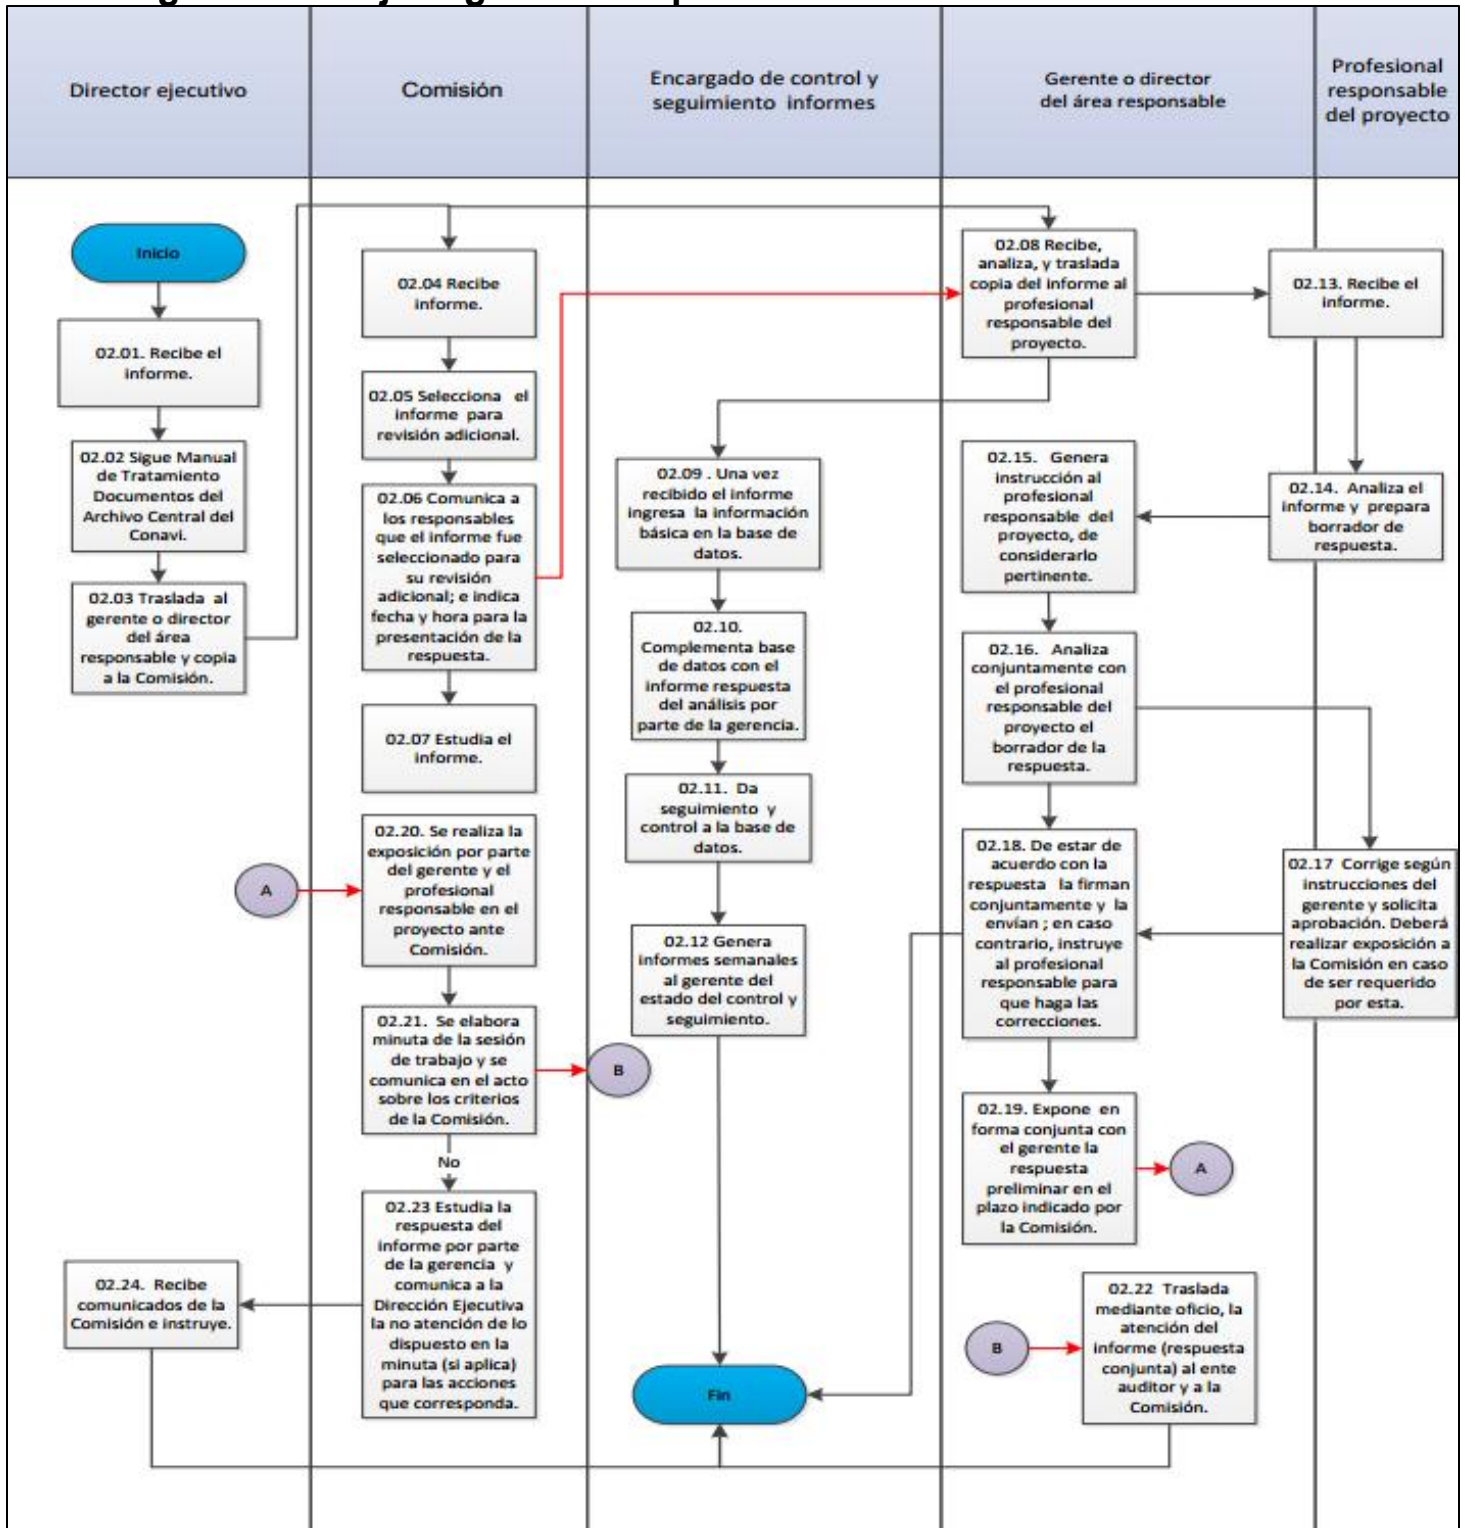 Director ejecutivo
Comisión
Encargado de control y
seguimiento informes
Gerente o director
del área responsable
Profesional
responsable
del proyecto
Inicio
02.01. Recibe el
informe.
02.02 Sigue Manual
de Tratamiento
Documentos del
Archivo Central del
Conavi.
02.03 Traslada al
gerente o director
del área
responsable y copia
a la Comisión.
02.04 Recibe
informe.
02.05 Selecciona el
informe para
revisión adicional.
02.06 Comunica a
los responsables
que el informe fue
seleccionado para
su revisión
adicional; e indica
fecha y hora para la
presentación de la
respuesta.
02.07 Estudia el
informe.
02.08 Recibe,
analiza, y traslada
copia del informe al
profesional
responsable del
proyecto.
02.13. Recibe el
informe.
02.09 . Una vez
recibido el informe
ingresa la información
básica en la base de
datos.
02.10.
Complementa base
de datos con el
informe respuesta
del análisis por
parte de la gerencia.
02.11. Da
seguimiento y
control a la base de
datos.
02.12 Genera
informes semanales
al gerente del
estado del control y
seguimiento.
02.15. Genera
instrucción al
profesional
responsable del
proyecto, de
considerarlo
pertinente.
02.14. Analiza el
informe y prepara
borrador de
respuesta.
02.16. Analiza
conjuntamente con
el profesional
responsable del
proyecto el
borrador de la
respuesta.
02.18. De estar de
acuerdo con la
respuesta la firman
conjuntamente y la
envían ; en caso
contrario, instruye
al profesional
responsable para
que haga las
correcciones.
02.17 Corrige según
instrucciones del
gerente y solicita
aprobación. Deberá
realizar exposición a
la Comisión en caso
de ser requerido
por esta.
02.19. Expone en
forma conjunta con
el gerente la
respuesta
preliminar en el
plazo indicado por
la Comisión.
A
A
02.20. Se realiza la
exposición por parte
del gerente y el
profesional
responsable en el
proyecto ante
Comisión.
02.21. Se elabora
minuta de la sesión
de trabajo y se
comunica en el acto
sobre los criterios
de la Comisión.
B
No
02.23 Estudia la
respuesta del
informe por parte
de la gerencia y
comunica a la
Dirección Ejecutiva
la no atención de lo
dispuesto en la
minuta (si aplica)
para las acciones
que corresponda.
02.24. Recibe
comunicados de la
Comisión e instruye.
B
02.22 Traslada
mediante oficio, la
atención del
informe (respuesta
conjunta) al ente
auditor y a la
Comisión.
Fin